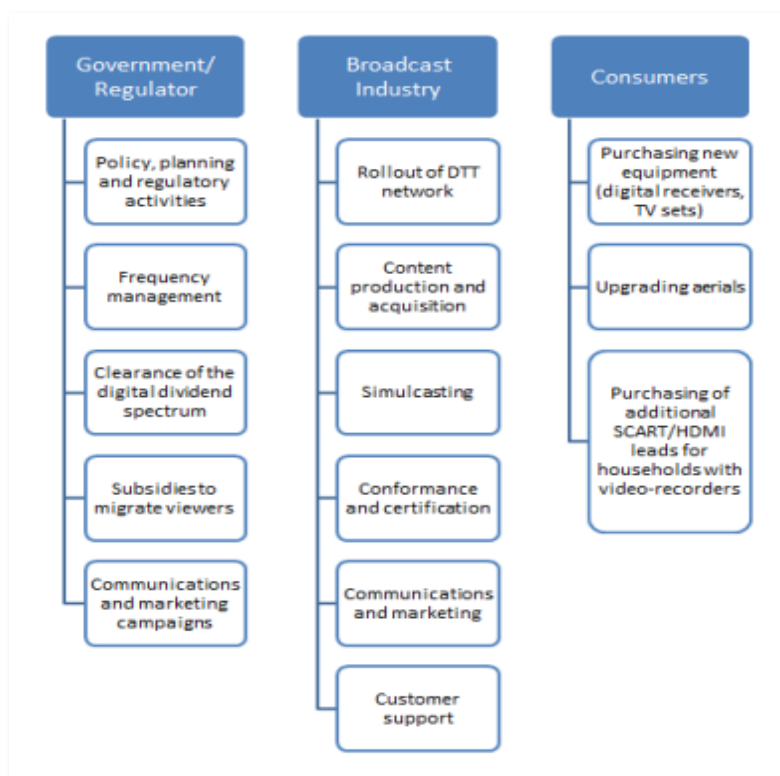 Government/
Regulator
Policy, planning
and regulatory
activities
Frequency
management
Clearance of the
digital dividend
spectrum
Subsidies to
migrate viewers
Communications
and marketing
campaigns
Broadcast
Industry
Rollout of DTT
network
Content
production and
acquisition
Simulcasting
Conformance
and certification
Communications
and marketing
Customer
support
Consumers
Purchasing new
equipment
(digital receivers,
TV sets)
Upgrading aerials
Purchasing of
additional
SCART/HDMI
leads for
households with
video-recorders